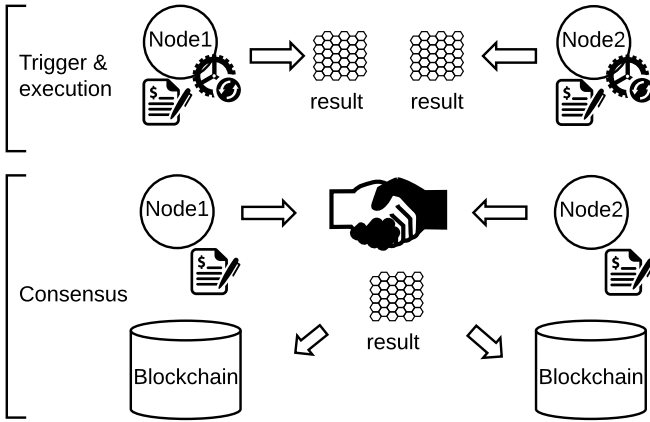 Trigger &
execution
Node1
Node2
$
$
result
result
Consensus
Node1
Node2
$
$
result
Blockchain
Blockchain